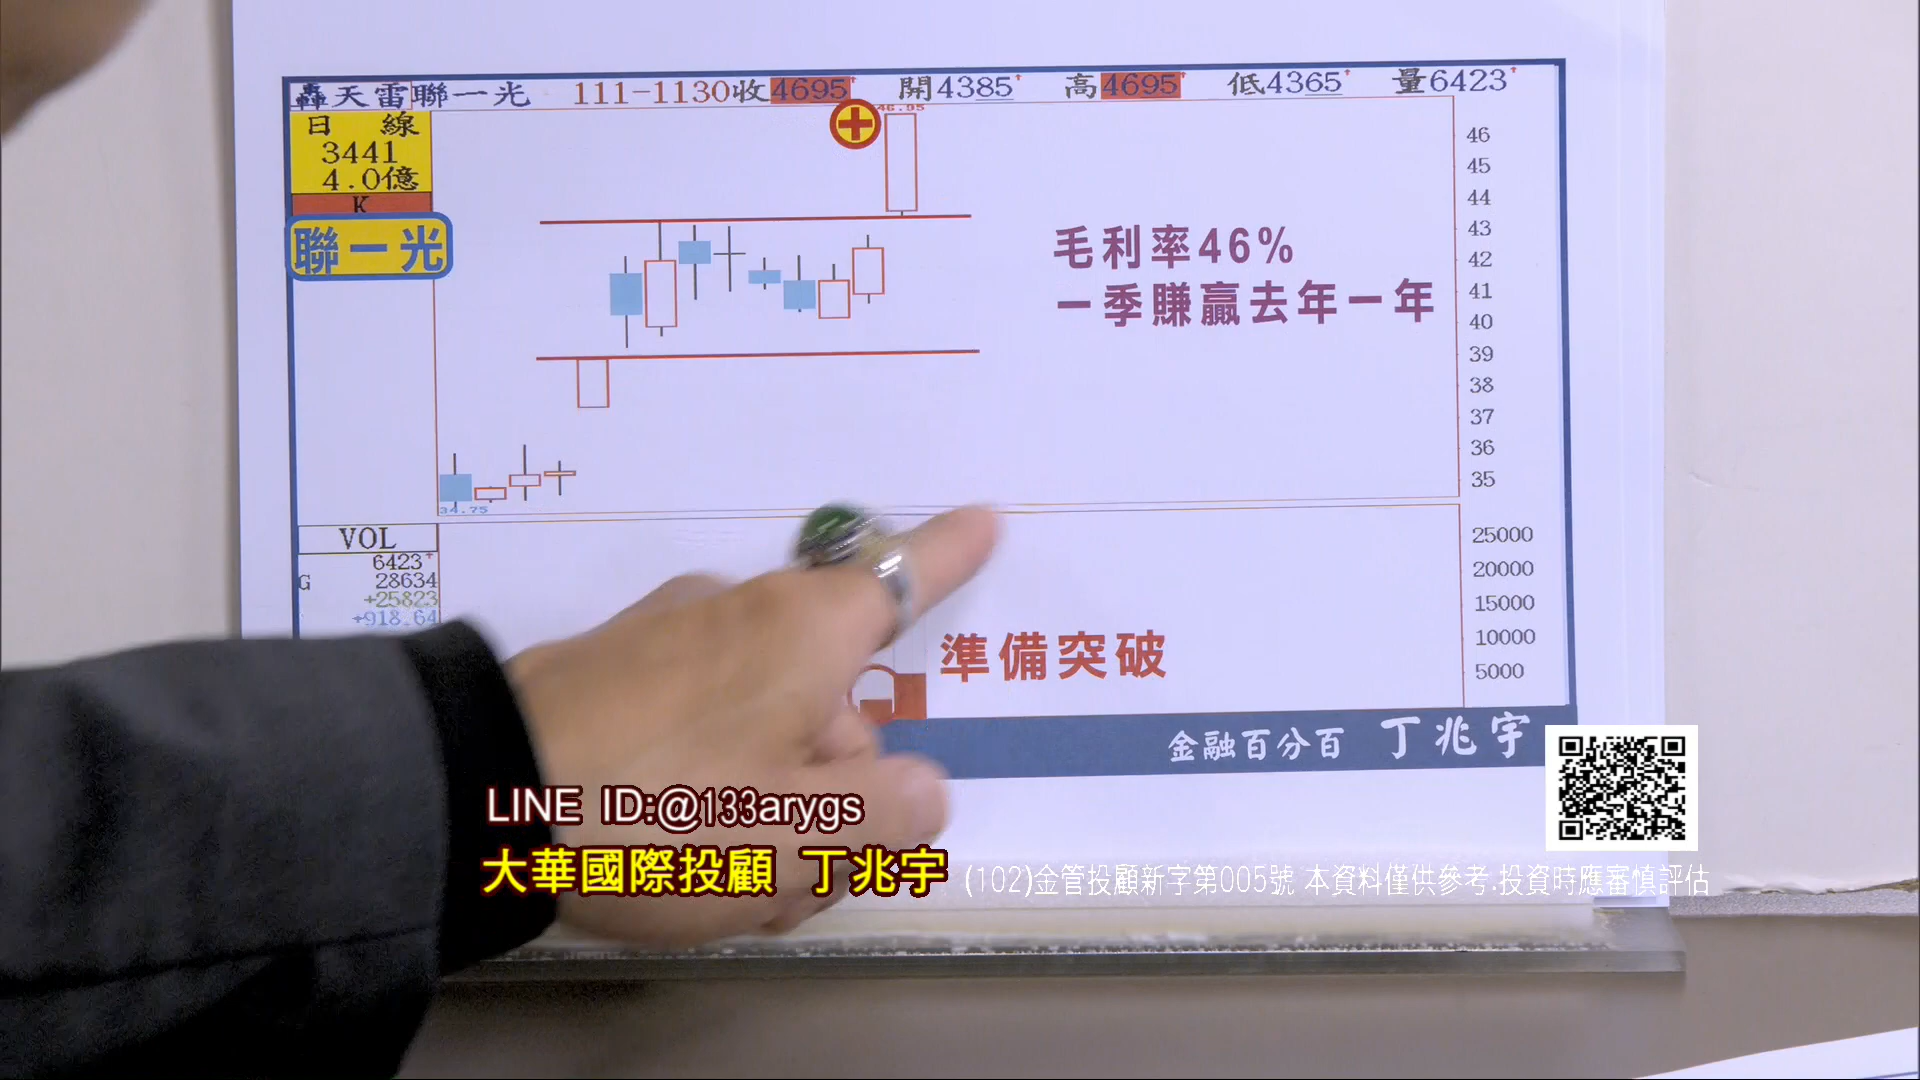 轟天雷聯一光 111-1130收4695↑ 開4385↑ 高4695↑ 低4365↑ 量6423↑
日 線
3441
4.0億
K
聯一光
46.95
毛利率46%
一季賺贏去年一年
46
45
44
43
42
41
40
39
38
37
36
35
34.75
VOL
6423↑
G 28634
+25823
+918.64
25000
20000
15000
10000
5000
準備突破
金融百分百 丁兆宇
LINE ID:@133arygs
大華國際投顧 丁兆宇 (102)金管投顧新字第005號 本資料僅供參考.投資時應審慎評估